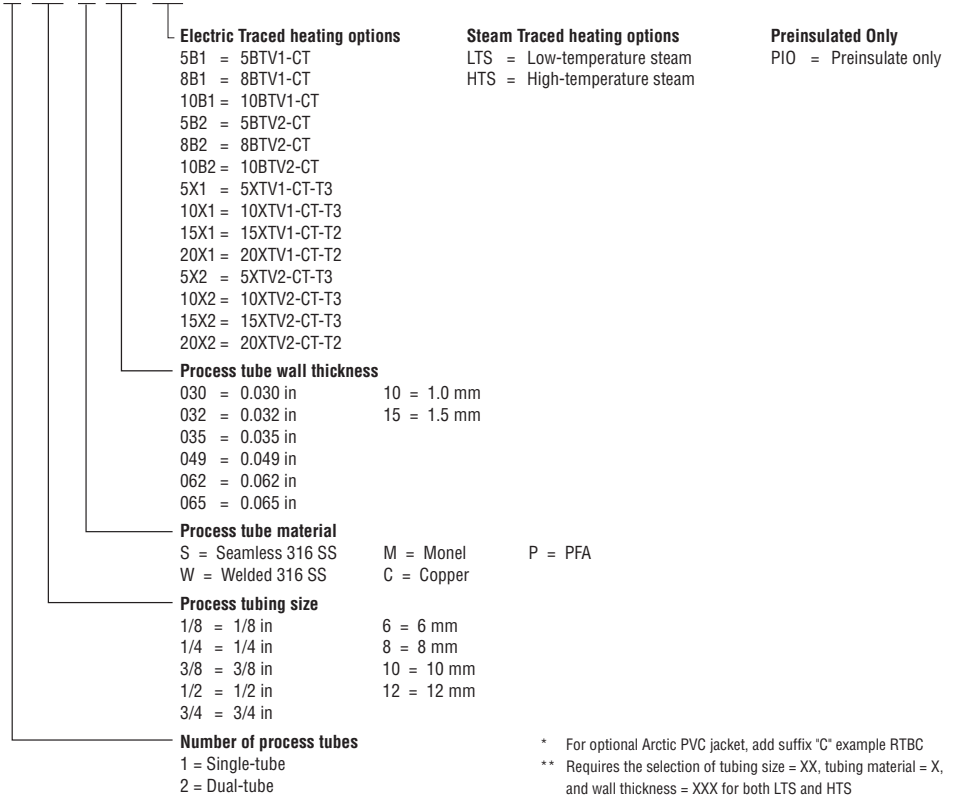 Electric Traced heating options
5B1 = 5BTV1-CT
8B1 = 8BTV1-CT
10B1 = 10BTV1-CT
5B2 = 5BTV2-CT
8B2 = 8BTV2-CT
10B2 = 10BTV2-CT
5X1 = 5XTV1-CT-T3
10X1 = 10XTV1-CT-T3
15X1 = 15XTV1-CT-T2
20X1 = 20XTV1-CT-T2
5X2 = 5XTV2-CT-T3
10X2 = 10XTV2-CT-T3
15X2 = 15XTV2-CT-T3
20X2 = 20XTV2-CT-T2
Steam Traced heating options
LTS = Low-temperature steam
HTS = High-temperature steam
Preinsulated Only
PIO = Preinsulate only
Process tube wall thickness
030 = 0.030 in
032 = 0.032 in
035 = 0.035 in
049 = 0.049 in
062 = 0.062 in
065 = 0.065 in
10 = 1.0 mm
15 = 1.5 mm
Process tube material
S = Seamless 316 SS
W = Welded 316 SS
M = Monel
C = Copper
P = PFA
Process tubing size
1/8 = 1/8 in
1/4 = 1/4 in
3/8 = 3/8 in
1/2 = 1/2 in
3/4 = 3/4 in
6 = 6 mm
8 = 8 mm
10 = 10 mm
12 = 12 mm
Number of process tubes
1 = Single-tube
2 = Dual-tube
* For optional Arctic PVC jacket, add suffix "C" example RTBC
** Requires the selection of tubing size = XX, tubing material = X,
and wall thickness = XXX for both LTS and HTS